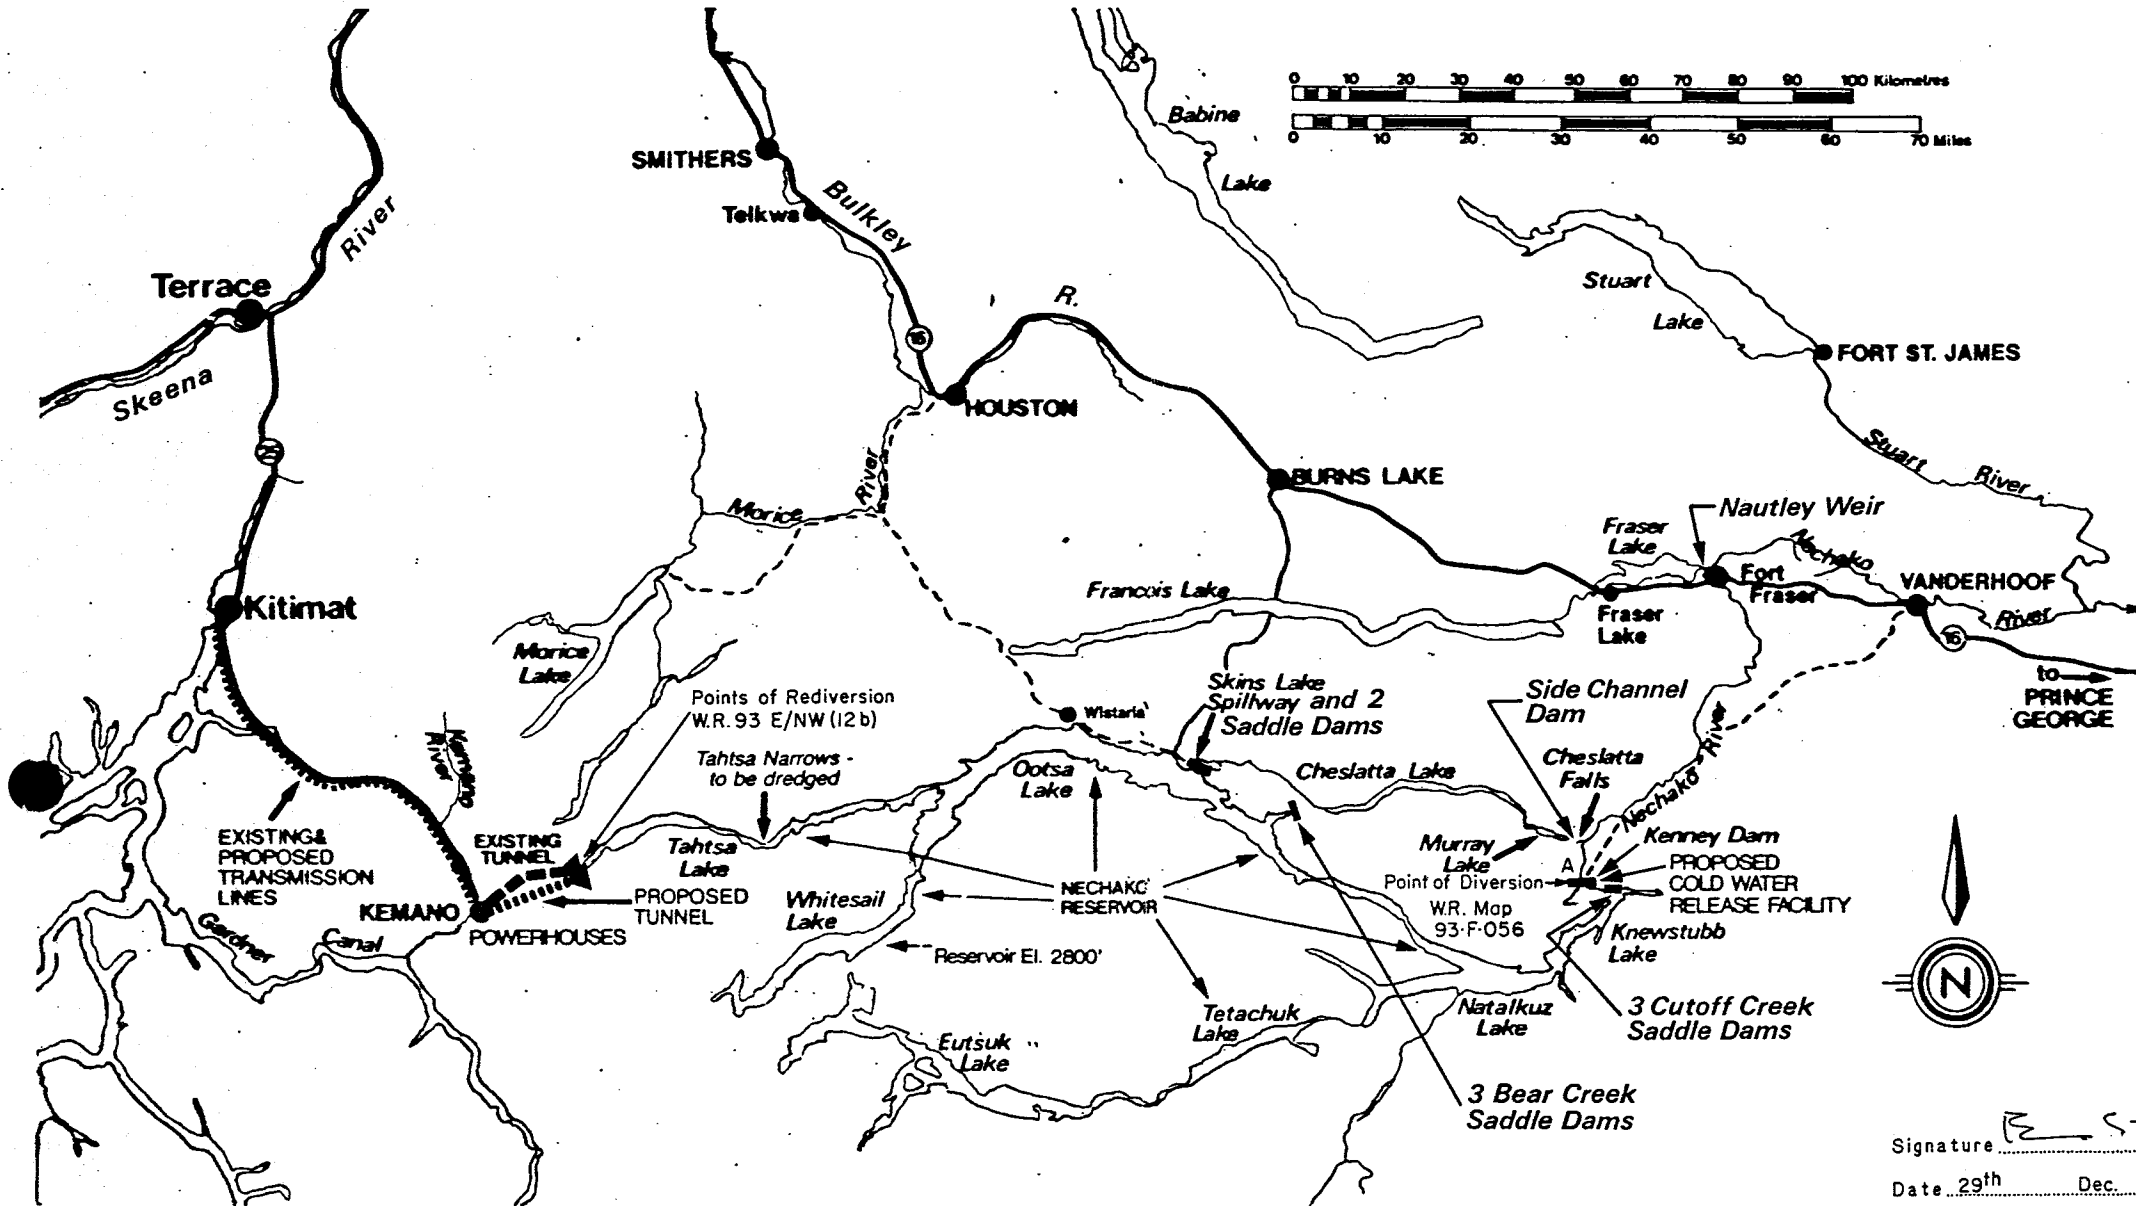 0 10 20 30 40 50 60 70 80 90 100 Kilometres
0 10 20 30 40 50 60 70 Miles
Babine
Lake
SMITHERS
Telkwa
Bulkley
R.
16
River
Terrace
Skeena
Stuart
Lake
FORT ST. JAMES
HOUSTON
Stuart
River
BURNS LAKE
Morice
River
Nautley Weir
Fraser
Lake
Nechako
River
Fort
Fraser
VANDERHOOF
16
to
PRINCE
GEORGE
Kitimat
Francois Lake
Fraser
Lake
Morice
Lake
Points of Rediversion
W.R. 93 E/NW (12b)
Wistaria
Skins Lake
Spillway and 2
Saddle Dams
Side Channel
Dam
Cheslatta
Falls
Kemano
River
Tahtsa Narrows -
to be dredged
Ootsa
Lake
Cheslatta Lake
Nechako River
EXISTING &
PROPOSED
TRANSMISSION
LINES
EXISTING
TUNNEL
Tahtsa
Lake
Murray
Lake
A
Kenney Dam
PROPOSED
COLD WATER
RELEASE FACILITY
Point of Diversion
W.R. Map
93-F-056
KEMANO
POWERHOUSES
PROPOSED
TUNNEL
Whitesail
Lake
NECHAKO
RESERVOIR
Reservoir El. 2800'
Gardner
Canal
Knewstubb
Lake
Tetachuk
Lake
Natalkuz
Lake
3 Cutoff Creek
Saddle Dams
Eutsuk
Lake
3 Bear Creek
Saddle Dams
N
Signature
Date 29th Dec.